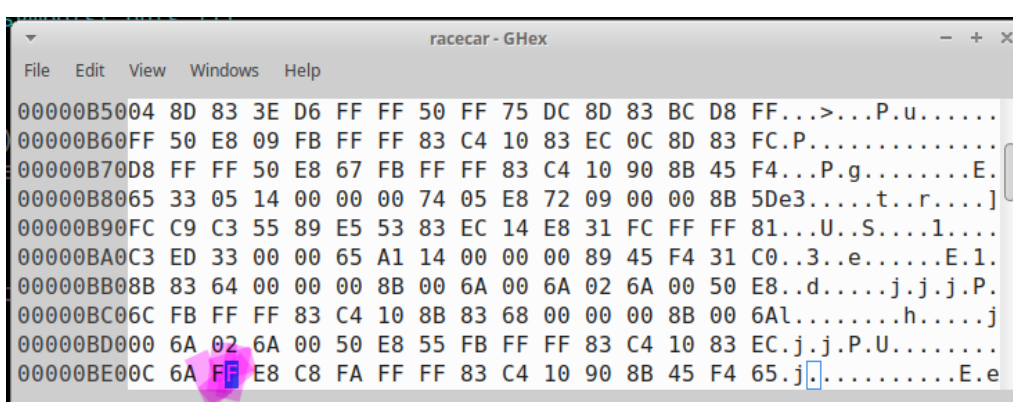 racecar - GHex
File Edit View Windows Help
00000B5004 8D 83 3E D6 FF FF 50 FF 75 DC 8D 83 BC D8 FF...>...P.u......
00000B60FF 50 E8 09 FB FF FF 83 C4 10 83 EC 0C 8D 83 FC.P..............
00000B70D8 FF FF 50 E8 67 FB FF FF 83 C4 10 90 8B 45 F4...P.g........E.
00000B8065 33 05 14 00 00 00 74 05 E8 72 09 00 00 8B 5De3.....t..r....]
00000B90FC C9 C3 55 89 E5 53 83 EC 14 E8 31 FC FF FF 81...U..S....1....
00000BA0C3 ED 33 00 00 65 A1 14 00 00 00 89 45 F4 31 C0..3..e......E.1.
00000BB08B 83 64 00 00 00 8B 00 6A 00 6A 02 6A 00 50 E8..d.....j.j.j.P.
00000BC06C FB FF FF 83 C4 10 8B 83 68 00 00 00 8B 00 6Al........h.....j
00000BD000 6A 02 6A 00 50 E8 55 FB FF FF 83 C4 10 83 EC.j.j.P.U........
00000BE00C 6A FF E8 C8 FA FF FF 83 C4 10 90 8B 45 F4 65.j...........E.e